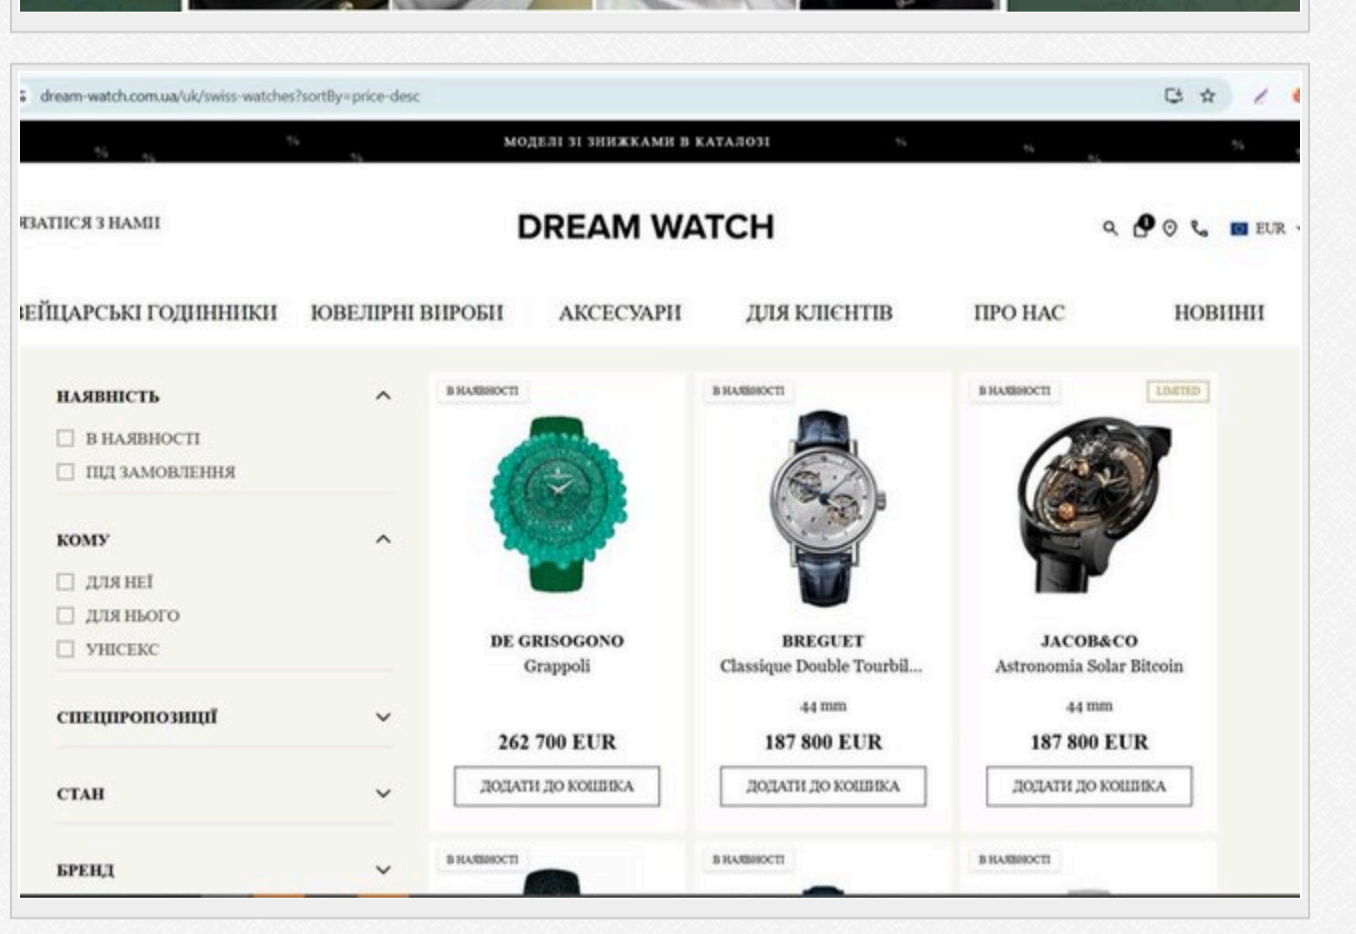 dream-watch.com.ua/uk/swiss-watches?sortBy=price-desc
МОДЕЛІ ЗІ ЗНИЖКАМИ В КАТАЛОЗІ
ЯЗАТИСЯ З НАМИ
DREAM WATCH
EUR
ВЕЙЦАРСЬКІ ГОДИННИКИ
ЮВЕЛІРНІ ВИРОБИ
АКСЕСУАРИ
ДЛЯ КЛІЄНТІВ
ПРО НАС
НОВИНИ
НАЯВНІСТЬ
В НАЯВНОСТІ
ПІД ЗАМОВЛЕННЯ
КОМУ
ДЛЯ НЕЇ
ДЛЯ НЬОГО
УНІСЕКС
СПЕЦПРОПОЗИЦІЇ
СТАН
БРЕНД
В НАЯВНОСТІ
DE GRISOGONO
Grappoli
262 700 EUR
ДОДАТИ ДО КОШИКА
В НАЯВНОСТІ
BREGUET
Classique Double Tourbil...
44 mm
187 800 EUR
ДОДАТИ ДО КОШИКА
В НАЯВНОСТІ
LIMITED
JACOB&CO
Astronomia Solar Bitcoin
44 mm
187 800 EUR
ДОДАТИ ДО КОШИКА
В НАЯВНОСТІ
В НАЯВНОСТІ
В НАЯВНОСТІ